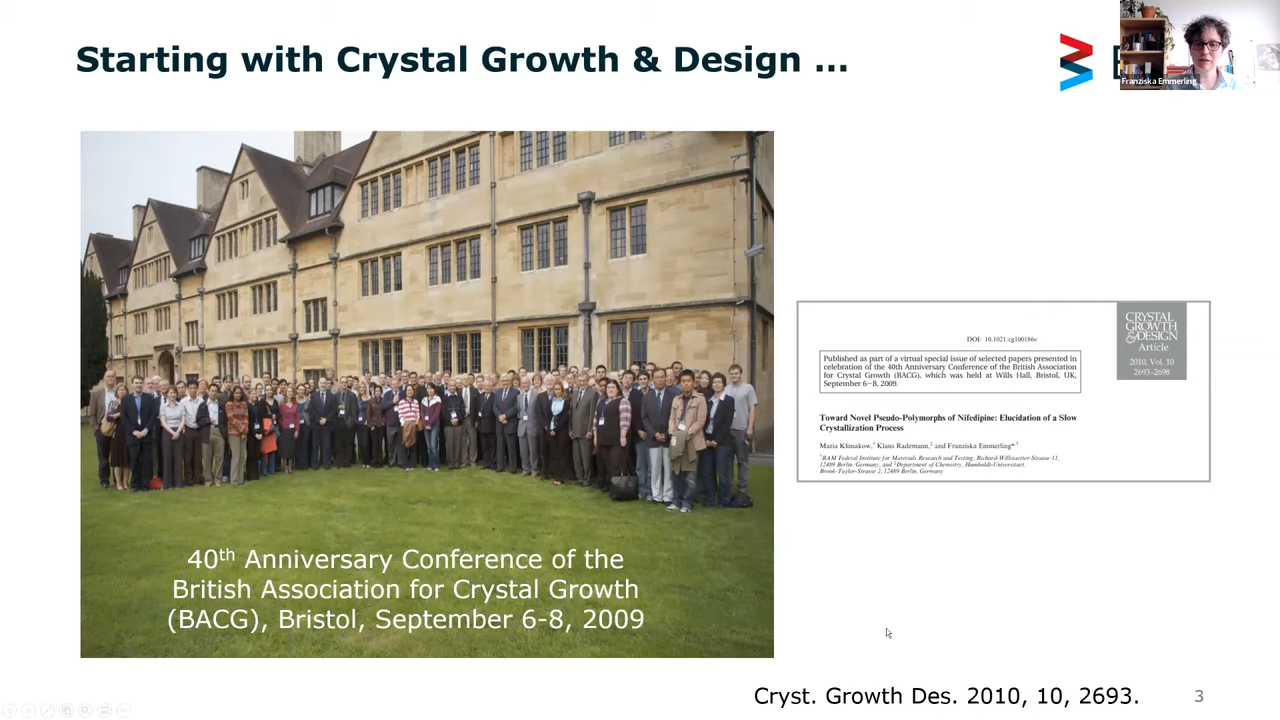 Starting with Crystal Growth & Design ...
Franziska Emmerling
40th Anniversary Conference of the
British Association for Crystal Growth
(BACG), Bristol, September 6-8, 2009
DOI: 10.1021/cg100186v
CRYSTAL
GROWTH
&DESIGN
Article
2010, Vol. 10
2693–2698
Published as part of a virtual special issue of selected papers presented in
celebration of the 40th Anniversary Conference of the British Association
for Crystal Growth (BACG), which was held at Wills Hall, Bristol, UK,
September 6−8, 2009.
Toward Novel Pseudo-Polymorphs of Nifedipine: Elucidation of a Slow
Crystallization Process
Maria Klimakow,† Klaus Rademann,‡ and Franziska Emmerling*,†
†BAM Federal Institute for Materials Research and Testing, Richard-Willstaetter-Strasse 11,
12489 Berlin, Germany, and ‡Department of Chemistry, Humboldt-Universitaet,
Brook-Taylor-Strasse 2, 12489 Berlin, Germany
Cryst. Growth Des. 2010, 10, 2693.
3